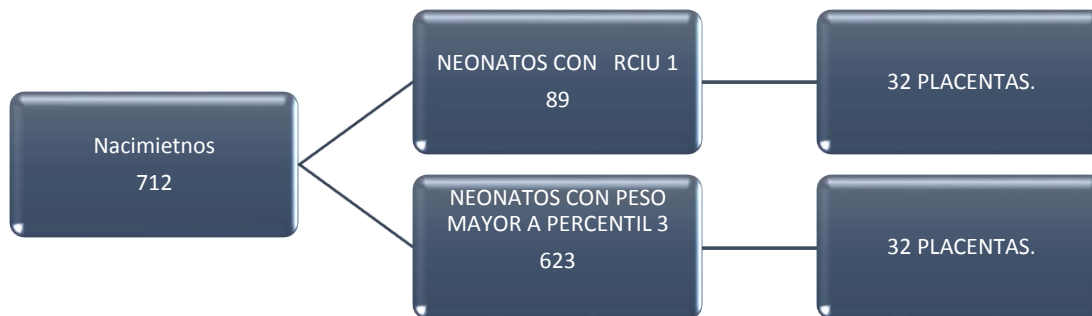 Nacimietnos
712
NEONATOS CON RCIU 1
89
32 PLACENTAS.
NEONATOS CON PESO
MAYOR A PERCENTIL 3
623
32 PLACENTAS.